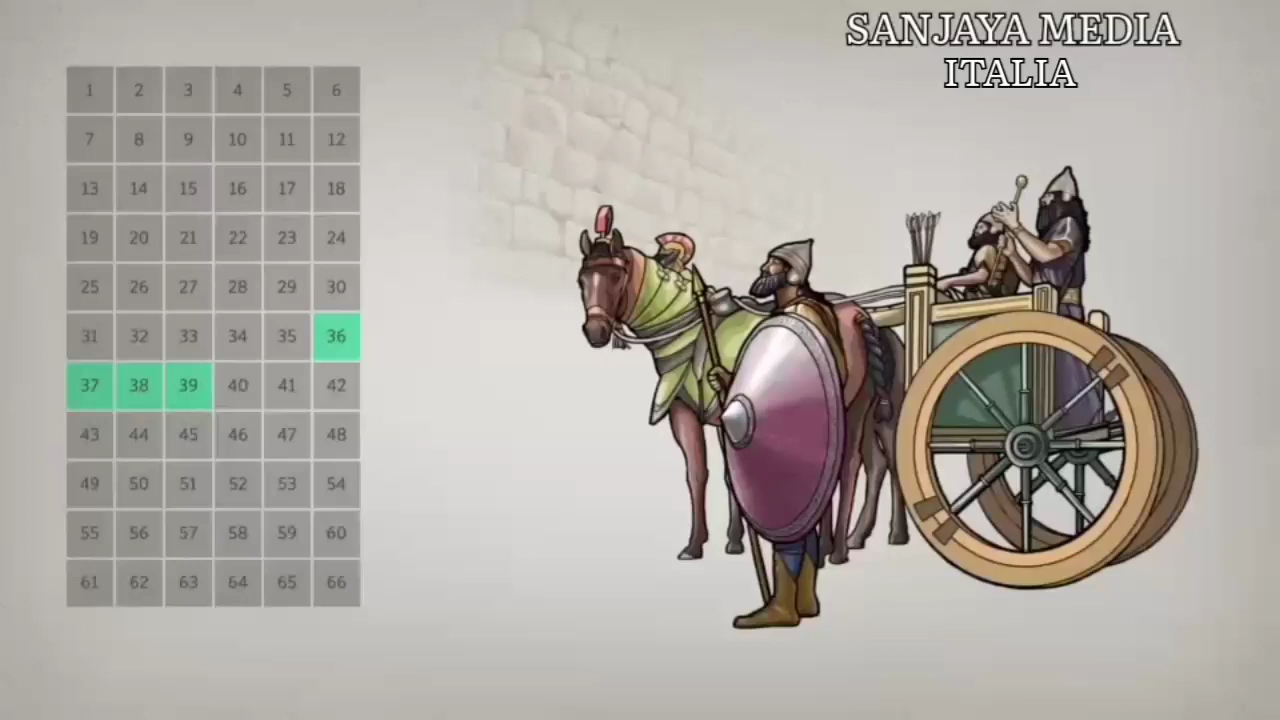 SANJAYA MEDIA
ITALIA
1 2 3 4 5 6
7 8 9 10 11 12
13 14 15 16 17 18
19 20 21 22 23 24
25 26 27 28 29 30
31 32 33 34 35 36
37 38 39 40 41 42
43 44 45 46 47 48
49 50 51 52 53 54
55 56 57 58 59 60
61 62 63 64 65 66